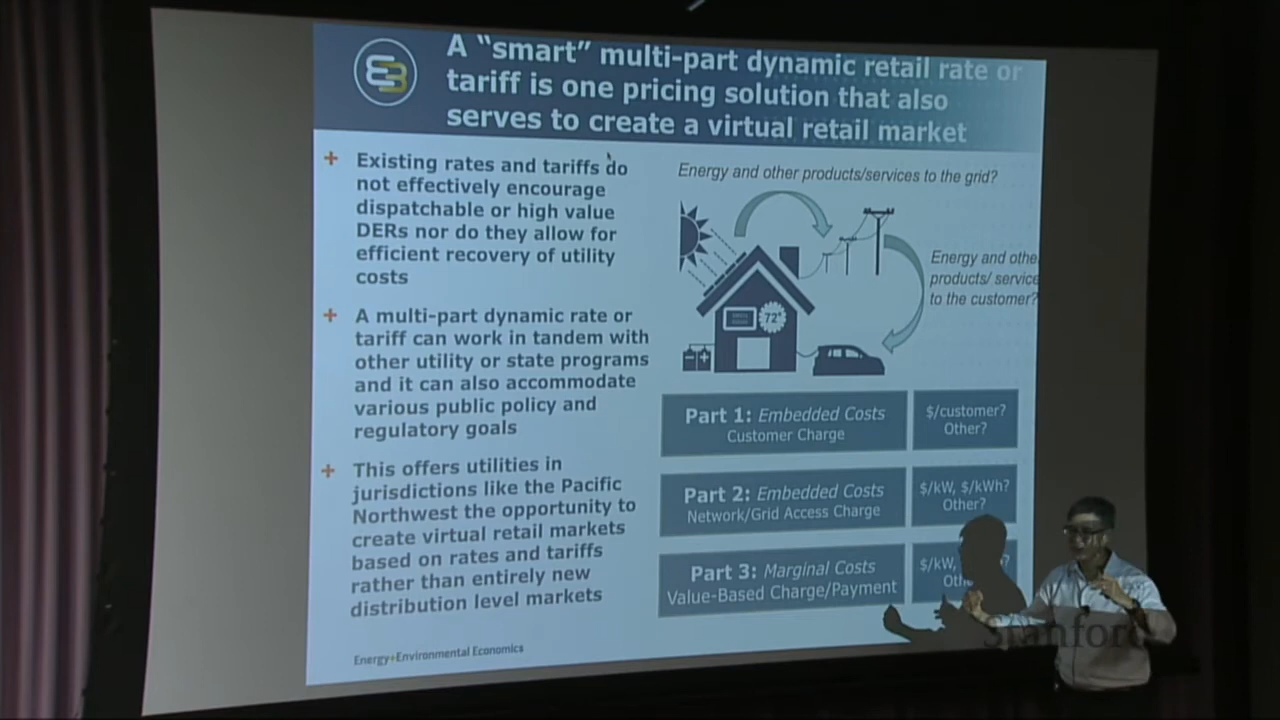 A “smart” multi-part dynamic retail rate or
tariff is one pricing solution that also
serves to create a virtual retail market
+ Existing rates and tariffs do
not effectively encourage
dispatchable or high value
DERs nor do they allow for
efficient recovery of utility
costs
+ A multi-part dynamic rate or
tariff can work in tandem with
other utility or state programs
and it can also accommodate
various public policy and
regulatory goals
+ This offers utilities in
jurisdictions like the Pacific
Northwest the opportunity to
create virtual retail markets
based on rates and tariffs
rather than entirely new
distribution level markets
Energy and other products/services to the grid?
Energy and othe
products/ service
to the customer?
72°
Part 1: Embedded Costs
Customer Charge
$/customer?
Other?
Part 2: Embedded Costs
Network/Grid Access Charge
$/kW, $/kWh?
Other?
Part 3: Marginal Costs
Value-Based Charge/Payment
$/kW,
Energy+Environmental Economics
Stanford